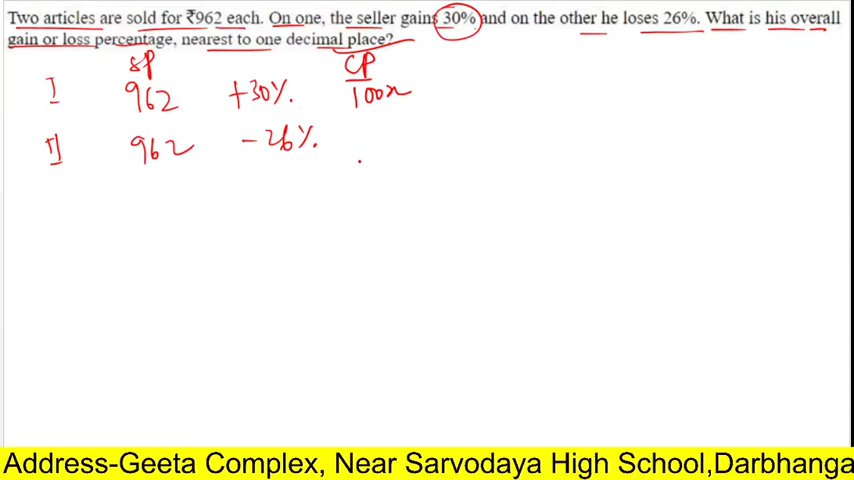 Two articles are sold for ₹962 each. On one, the seller gains 30% and on the other he loses 26%. What is his overall
gain or loss percentage, nearest to one decimal place?
SP CP
I 962 +30% 100x
II 962 -26%
Address-Geeta Complex, Near Sarvodaya High School,Darbhanga